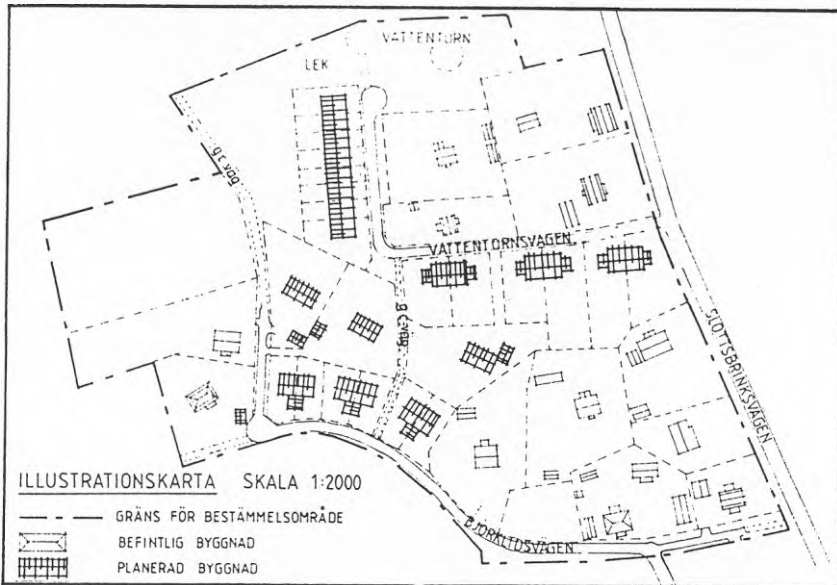 VATTENTORN
LEK
VATTENTORNSVÄGEN
SLOTTSBRINKSVÄGEN
BJÖRKLIDSVÄGEN
ILLUSTRATIONSKARTA SKALA 1:2000
GRÄNS FÖR BESTÄMMELSOMRÅDE
BEFINTLIG BYGGNAD
PLANERAD BYGGNAD